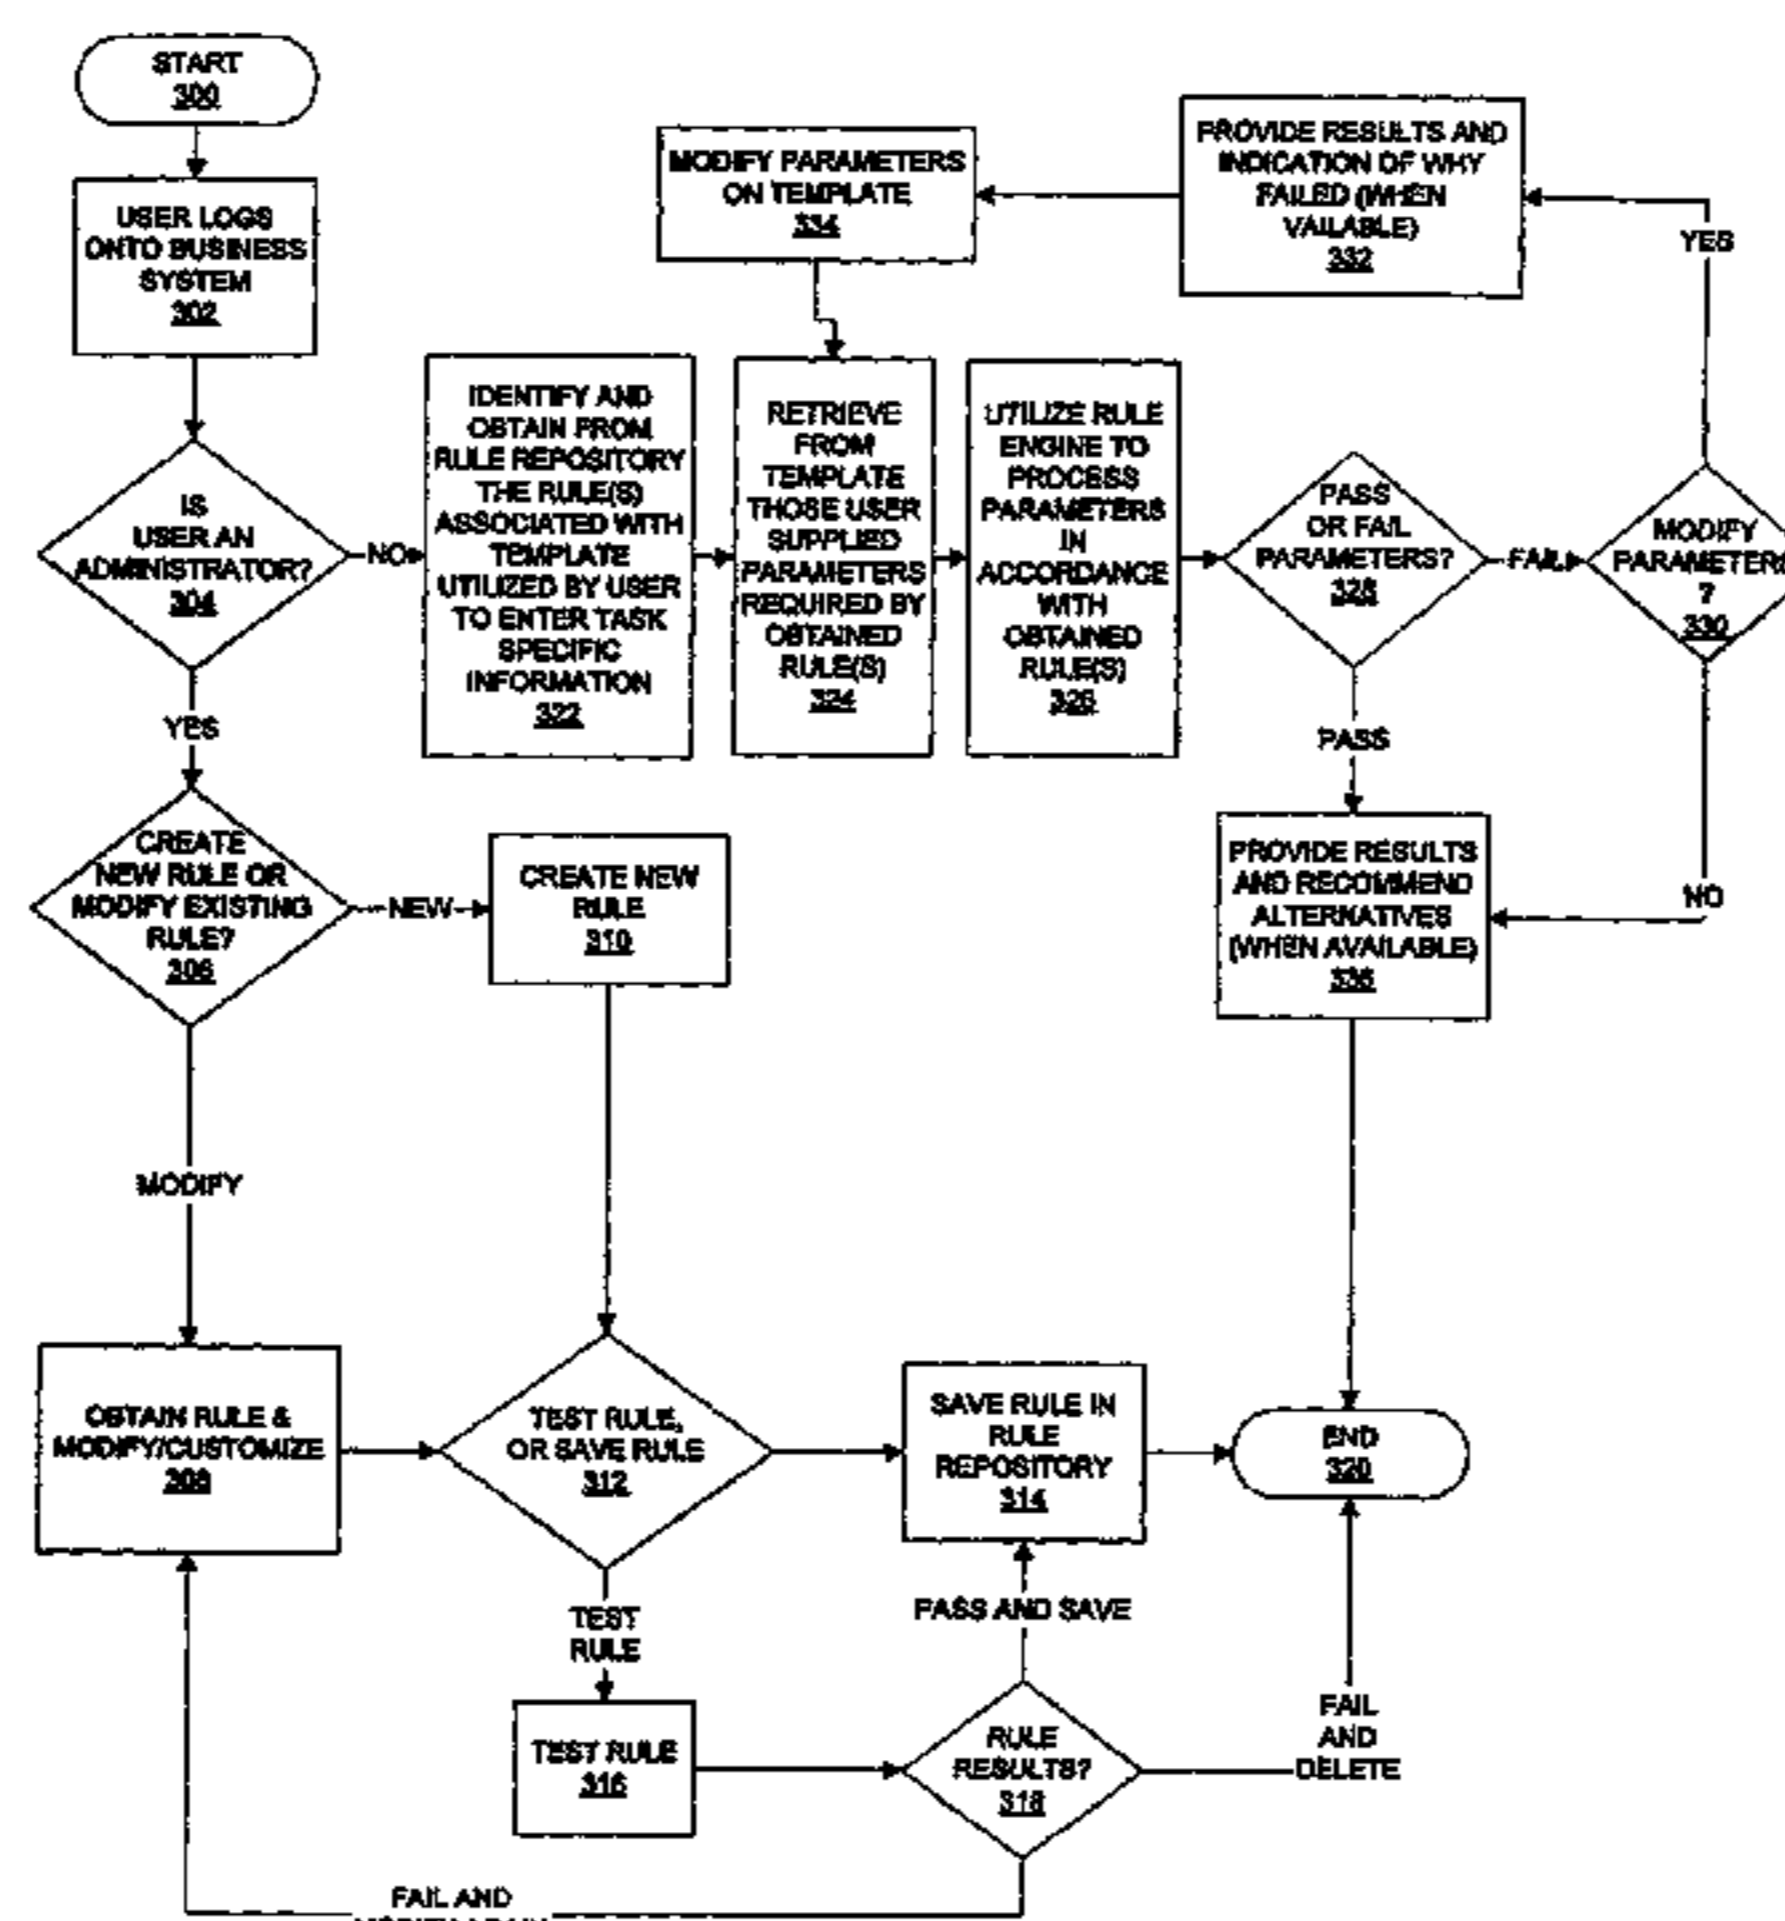 START
300
USER LOGS
ONTO BUSINESS
SYSTEM
302
IS
USER AN
ADMINISTRATOR?
304
NO
YES
IDENTIFY AND
OBTAIN FROM
RULE REPOSITORY
THE RULE(S)
ASSOCIATED WITH
TEMPLATE
UTILIZED BY USER
TO ENTER TASK
SPECIFIC
INFORMATION
322
MODIFY PARAMETERS
ON TEMPLATE
334
RETRIEVE
FROM
TEMPLATE
THOSE USER
SUPPLIED
PARAMETERS
REQUIRED BY
OBTAINED
RULE(S)
324
UTILIZE RULE
ENGINE TO
PROCESS
PARAMETERS
IN
ACCORDANCE
WITH
OBTAINED
RULE(S)
326
PROVIDE RESULTS AND
INDICATION OF WHY
FAILED (WHEN
VAILABLE)
332
YES
PASS
OR FAIL
PARAMETERS?
328
FAIL
MODIFY
PARAMETERS
?
330
PASS
NO
PROVIDE RESULTS
AND RECOMMEND
ALTERNATIVES
(WHEN AVAILABLE)
336
CREATE
NEW RULE OR
MODIFY EXISTING
RULE?
306
NEW
CREATE NEW
RULE
310
MODIFY
OBTAIN RULE &
MODIFY/CUSTOMIZE
308
TEST RULE,
OR SAVE RULE
312
SAVE RULE IN
RULE
REPOSITORY
314
END
320
TEST
RULE
PASS AND SAVE
TEST RULE
316
RULE
RESULTS?
318
FAIL
AND
DELETE
FAIL AND